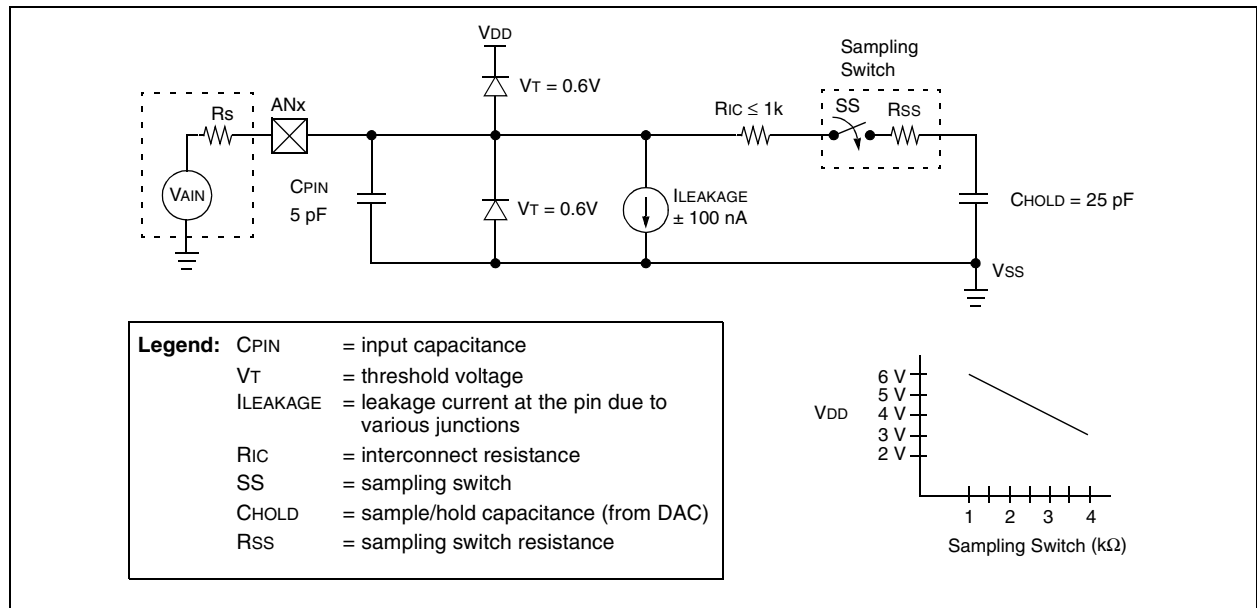 VDD
Sampling
Switch
VT = 0.6V
RIC ≤ 1k
SS
RSS
ANx
Rs
VAIN
CPIN
5 pF
VT = 0.6V
ILEAKAGE
± 100 nA
CHOLD = 25 pF
VSS
Legend: CPIN = input capacitance
VT = threshold voltage
ILEAKAGE = leakage current at the pin due to
various junctions
RIC = interconnect resistance
SS = sampling switch
CHOLD = sample/hold capacitance (from DAC)
RSS = sampling switch resistance
VDD
6 V
5 V
4 V
3 V
2 V
1 2 3 4
Sampling Switch (kΩ)